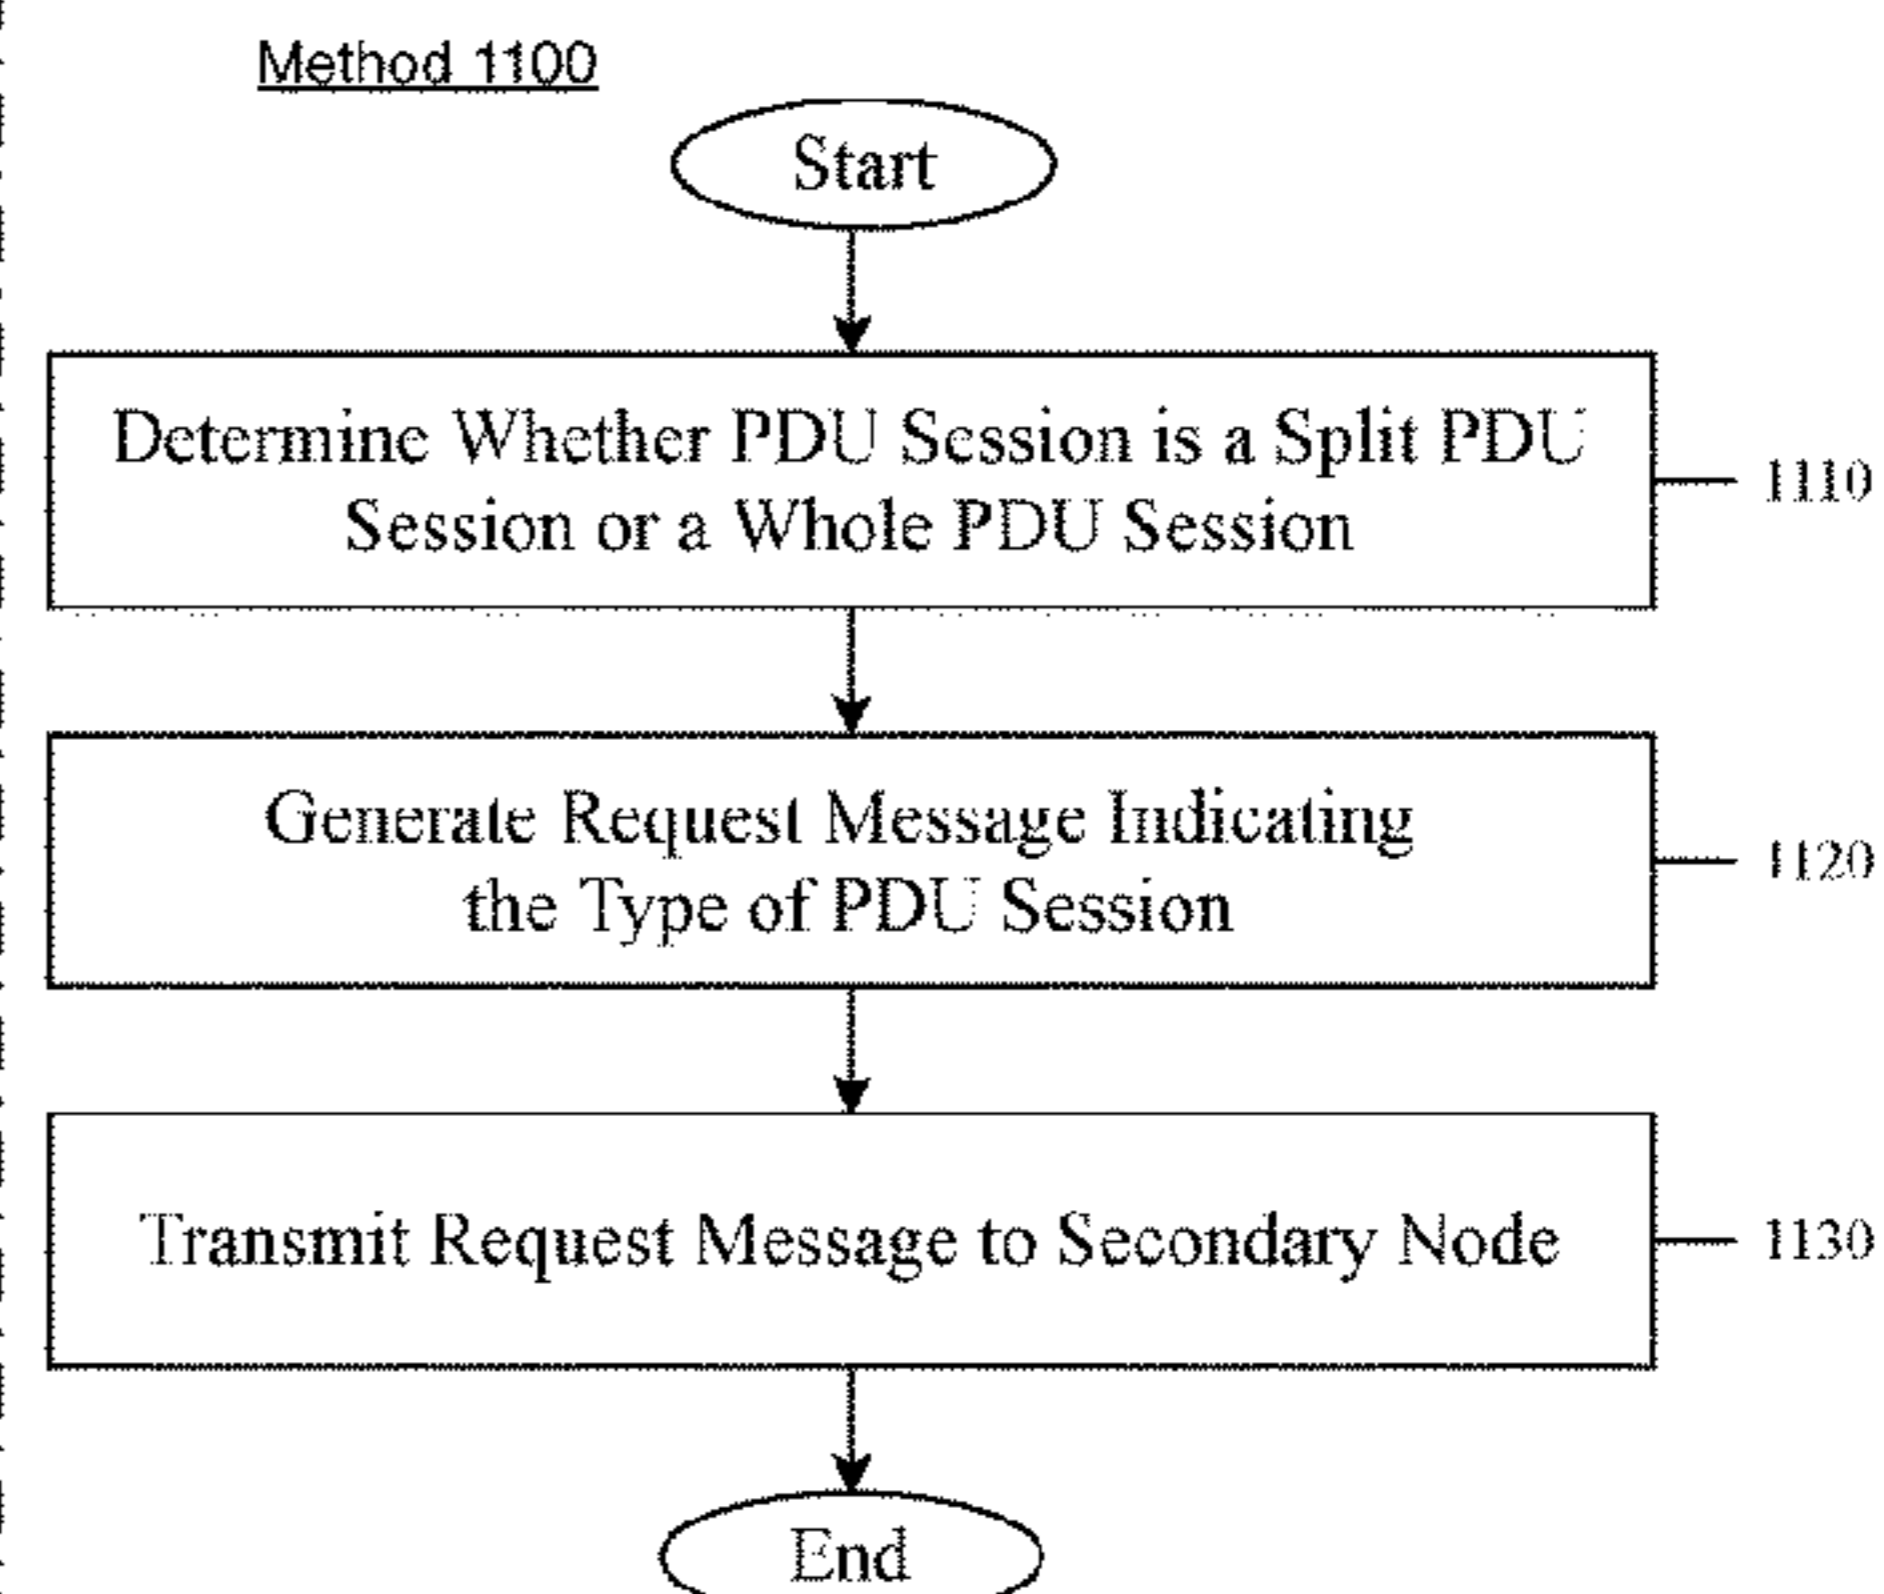 Method 1100
Start
Determine Whether PDU Session is a Split PDU
Session or a Whole PDU Session
1110
Generate Request Message Indicating
the Type of PDU Session
1120
Transmit Request Message to Secondary Node
1130
End